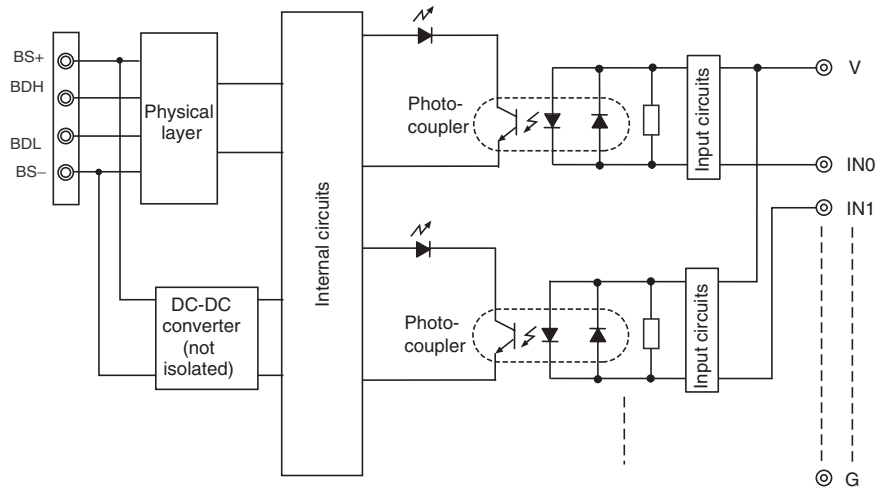 BS+
BDH
BDL
BS–
Physical
layer
DC-DC
converter
(not
isolated)
Internal circuits
Photo-
coupler
Input circuits
V
IN0
IN1
Photo-
coupler
Input circuits
G